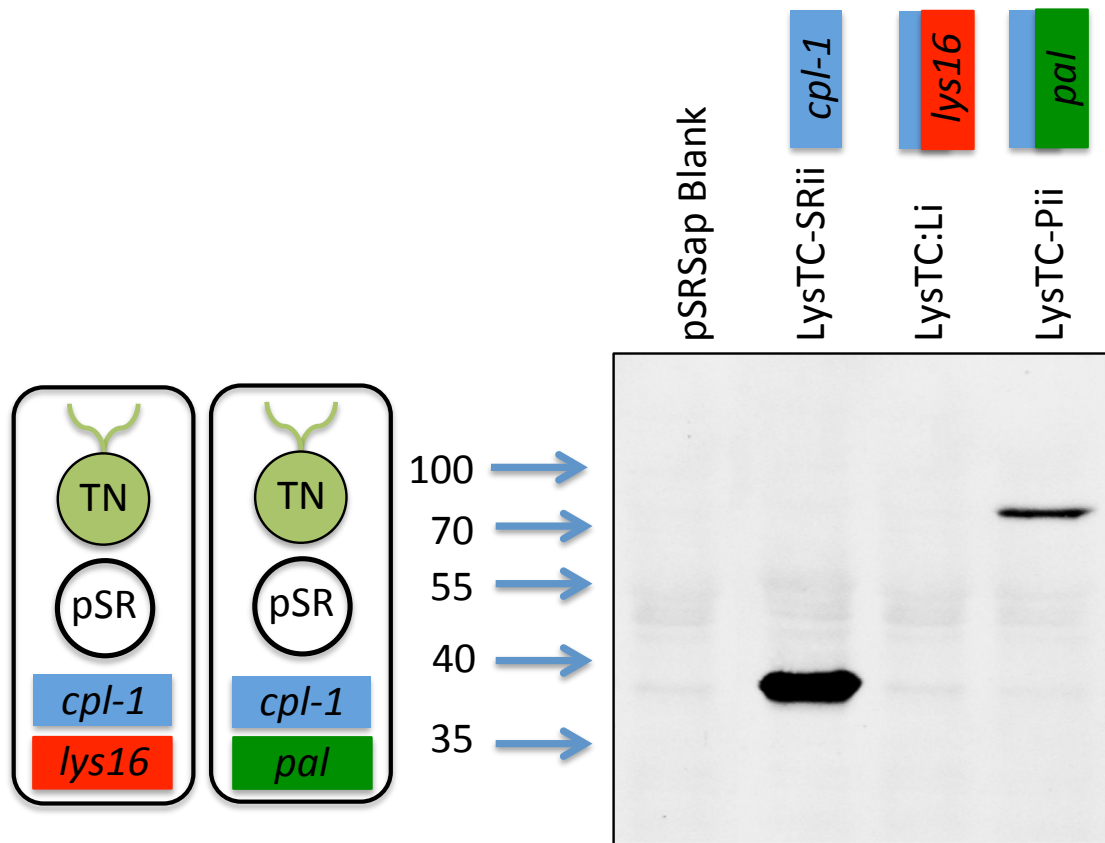 cpl-1
lys16
pal
pSRSap Blank
LysTC-SRii
LysTC:Li
LysTC-Pii
TN
pSR
cpl-1
lys16
TN
pSR
cpl-1
pal
100
70
55
40
35